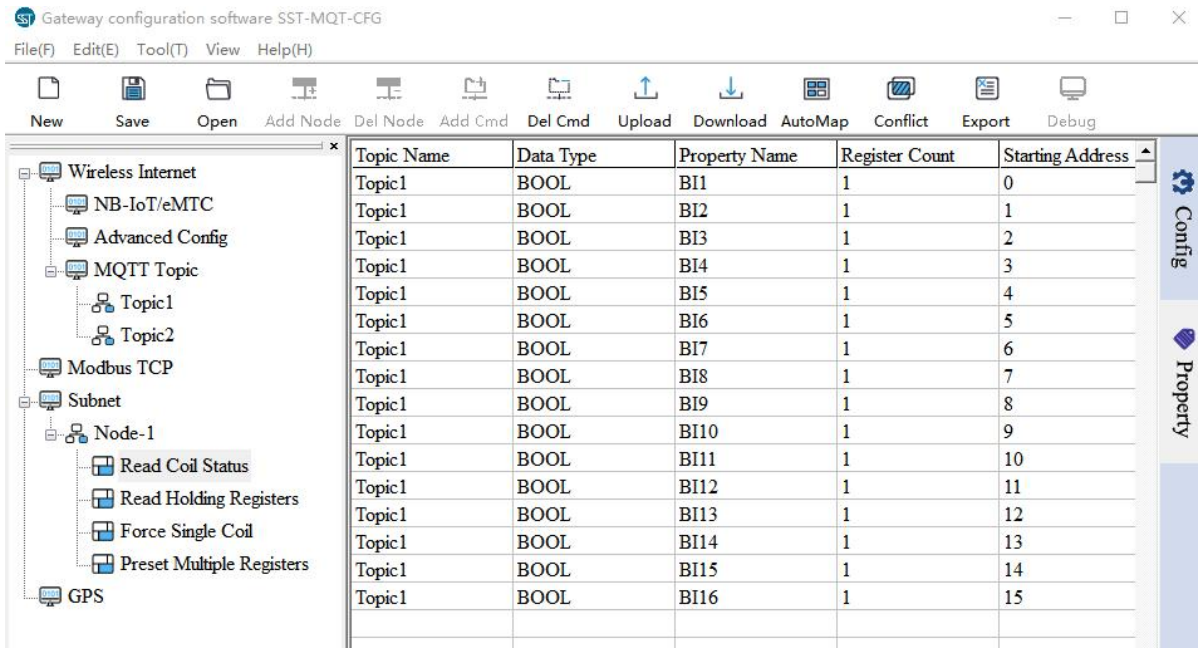 SST Gateway configuration software SST-MQT-CFG
File(F) Edit(E) Tool(T) View Help(H)
New Save Open Add Node Del Node Add Cmd Del Cmd Upload Download AutoMap Conflict Export Debug
Wireless Internet
NB-IoT/eMTC
Advanced Config
MQTT Topic
Topic1
Topic2
Modbus TCP
Subnet
Node-1
Read Coil Status
Read Holding Registers
Force Single Coil
Preset Multiple Registers
GPS
Topic Name Data Type Property Name Register Count Starting Address
Topic1 BOOL BI1 1 0
Topic1 BOOL BI2 1 1
Topic1 BOOL BI3 1 2
Topic1 BOOL BI4 1 3
Topic1 BOOL BI5 1 4
Topic1 BOOL BI6 1 5
Topic1 BOOL BI7 1 6
Topic1 BOOL BI8 1 7
Topic1 BOOL BI9 1 8
Topic1 BOOL BI10 1 9
Topic1 BOOL BI11 1 10
Topic1 BOOL BI12 1 11
Topic1 BOOL BI13 1 12
Topic1 BOOL BI14 1 13
Topic1 BOOL BI15 1 14
Topic1 BOOL BI16 1 15
Config
Property